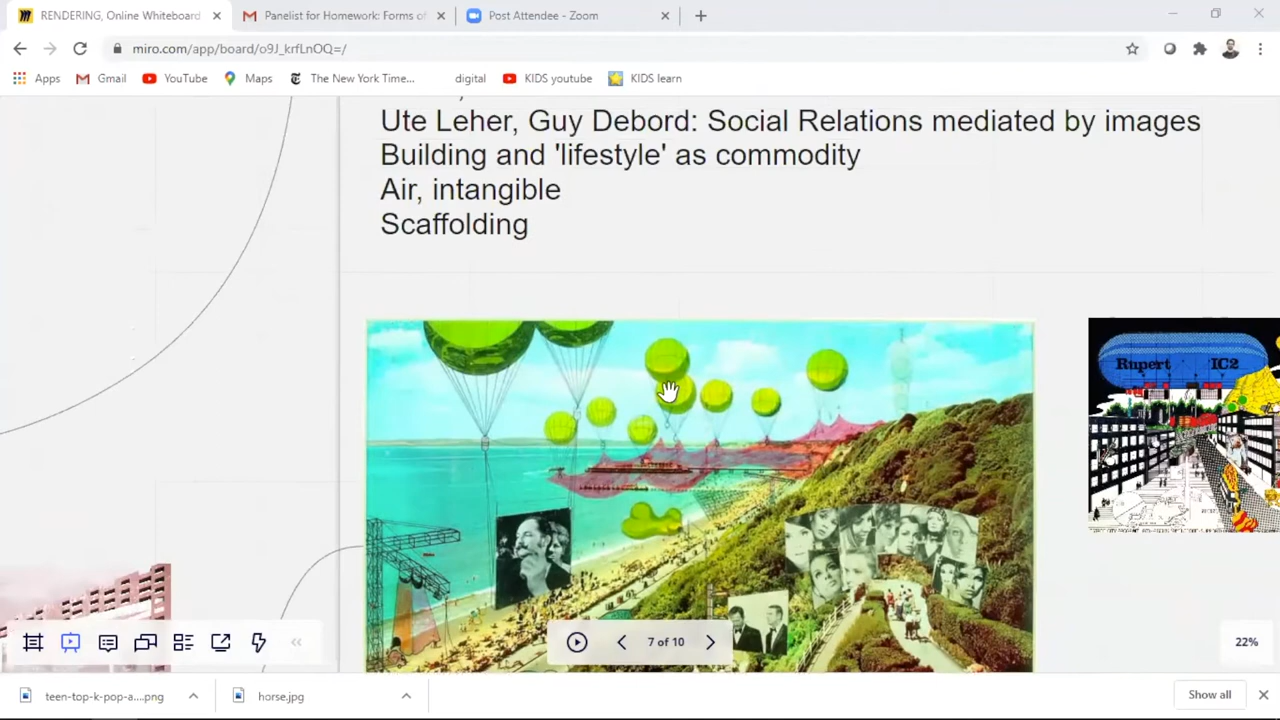 RENDERING, Online Whiteboard
Panelist for Homework: Forms of
Post Attendee - Zoom
miro.com/app/board/o9J_krfLnOQ=/
Apps
Gmail
YouTube
Maps
The New York Time...
digital
KIDS youtube
KIDS learn
Ute Leher, Guy Debord: Social Relations mediated by images
Building and 'lifestyle' as commodity
Air, intangible
Scaffolding
Rupert IC2
7 of 10
22%
teen-top-k-pop-a....png
horse.jpg
Show all